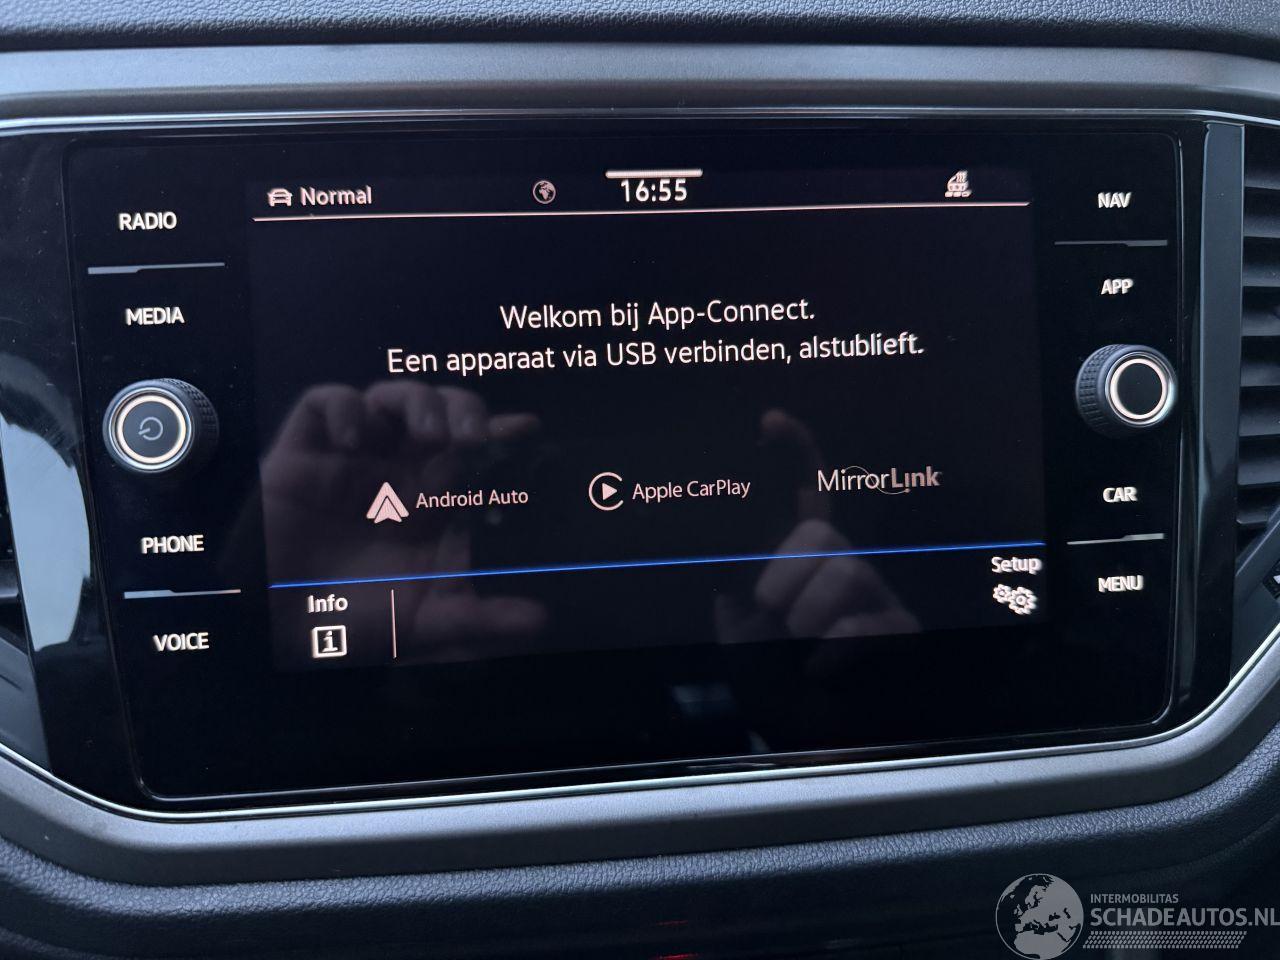 RADIO
MEDIA
PHONE
VOICE
Normal
16:55
Welkom bij App-Connect.
Een apparaat via USB verbinden, alstublieft.
Android Auto
Apple CarPlay
MirrorLink
Info
i
Setup
NAV
APP
CAR
MENU
INTERMOBILITAS
SCHADEAUTOS.NL